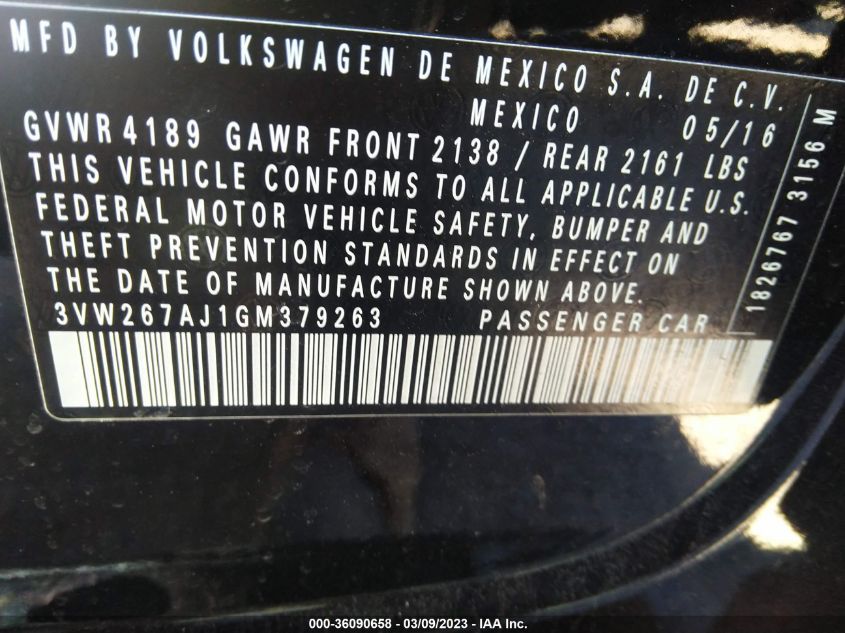 MFD BY VOLKSWAGEN DE MEXICO S.A. DE C.V.
MEXICO 05/16
GVWR 4189 GAWR FRONT 2138 / REAR 2161 LBS
THIS VEHICLE CONFORMS TO ALL APPLICABLE U.S.
FEDERAL MOTOR VEHICLE SAFETY, BUMPER AND
THEFT PREVENTION STANDARDS IN EFFECT ON
THE DATE OF MANUFACTURE SHOWN ABOVE.
3VW267AJ1GM379263 PASSENGER CAR
1826767 3156 M
000-36090658 - 03/09/2023 - IAA Inc.